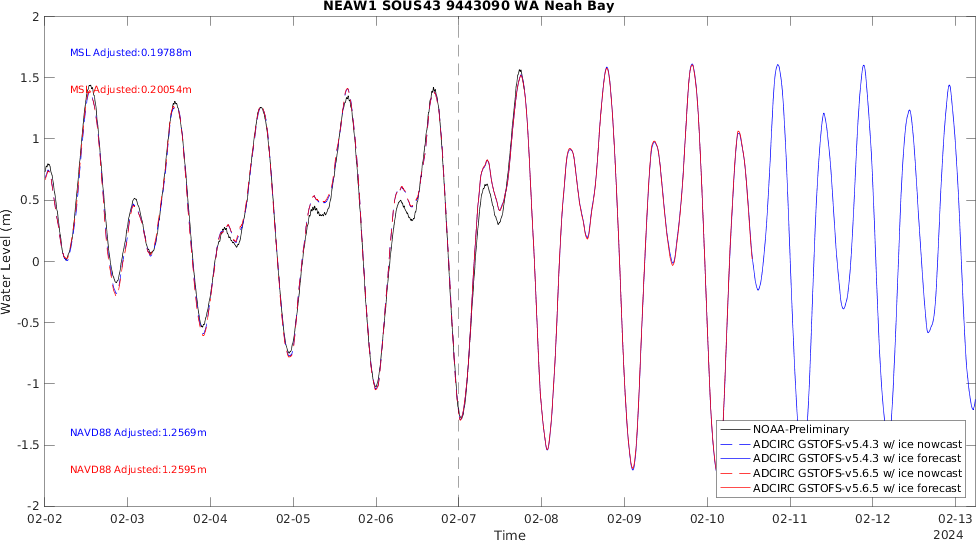 NEAW1 SOUS43 9443090 WA Neah Bay
2
1.5
1
0.5
0
-0.5
-1
-1.5
-2
Water Level (m)
MSL Adjusted:0.19788m
MSL Adjusted:0.20054m
NAVD88 Adjusted:1.2569m
NAVD88 Adjusted:1.2595m
NOAA-Preliminary
ADCIRC GSTOFS-v5.4.3 w/ ice nowcast
ADCIRC GSTOFS-v5.4.3 w/ ice forecast
ADCIRC GSTOFS-v5.6.5 w/ ice nowcast
ADCIRC GSTOFS-v5.6.5 w/ ice forecast
02-02 02-03 02-04 02-05 02-06 02-07 02-08 02-09 02-10 02-11 02-12 02-13
2024
Time